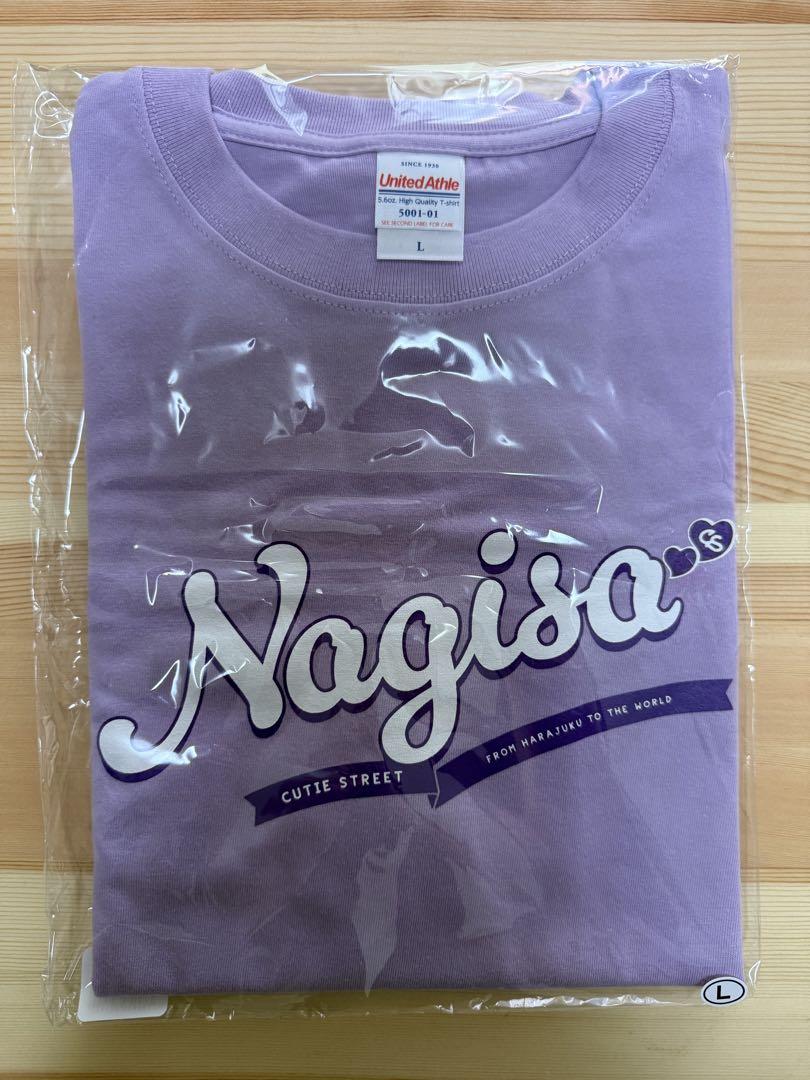 SINCE 1936
United Athle
5.6oz. High Quality T-shirt
5001-01
SEE SECOND LABEL FOR CARE
L
Nagisa
CS
CUTIE STREET
FROM HARAJUKU TO THE WORLD
L